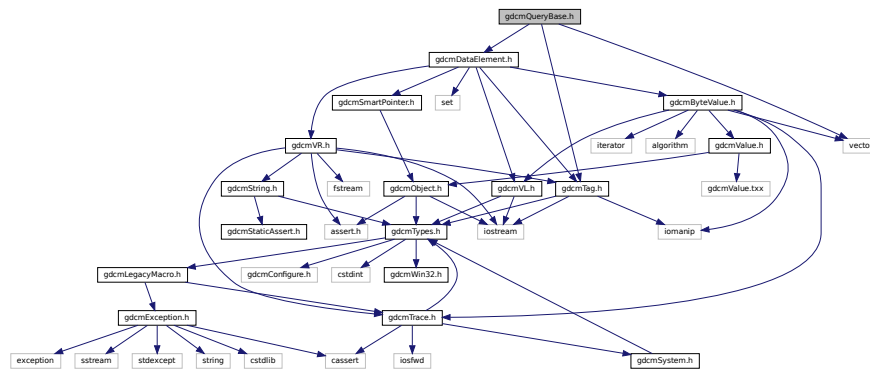 gdcmQueryBase.h
gdcmDataElement.h
gdcmSmartPointer.h
set
gdcmByteValue.h
gdcmVR.h
iterator
algorithm
gdcmValue.h
vecto
gdcmString.h
fstream
gdcmObject.h
gdcmVL.h
gdcmTag.h
gdcmValue.txx
gdcmStaticAssert.h
assert.h
gdcmTypes.h
iostream
iomanip
gdcmLegacyMacro.h
gdcmConfigure.h
cstdint
gdcmWin32.h
gdcmException.h
gdcmTrace.h
exception
sstream
stdexcept
string
cstdlib
cassert
iosfwd
gdcmSystem.h